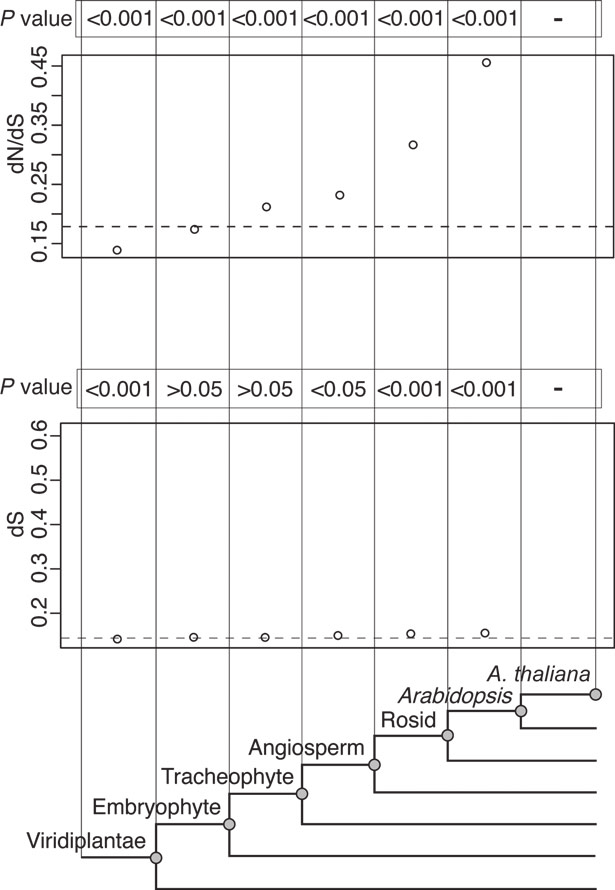 P value <0.001 <0.001 <0.001 <0.001 <0.001 <0.001 -
0.45
0.35
0.25
0.15
dN/dS
P value <0.001 >0.05 >0.05 <0.05 <0.001 <0.001 -
0.6
0.5
0.4
0.3
0.2
dS
A. thaliana
Arabidopsis
Rosid
Angiosperm
Tracheophyte
Embryophyte
Viridiplantae